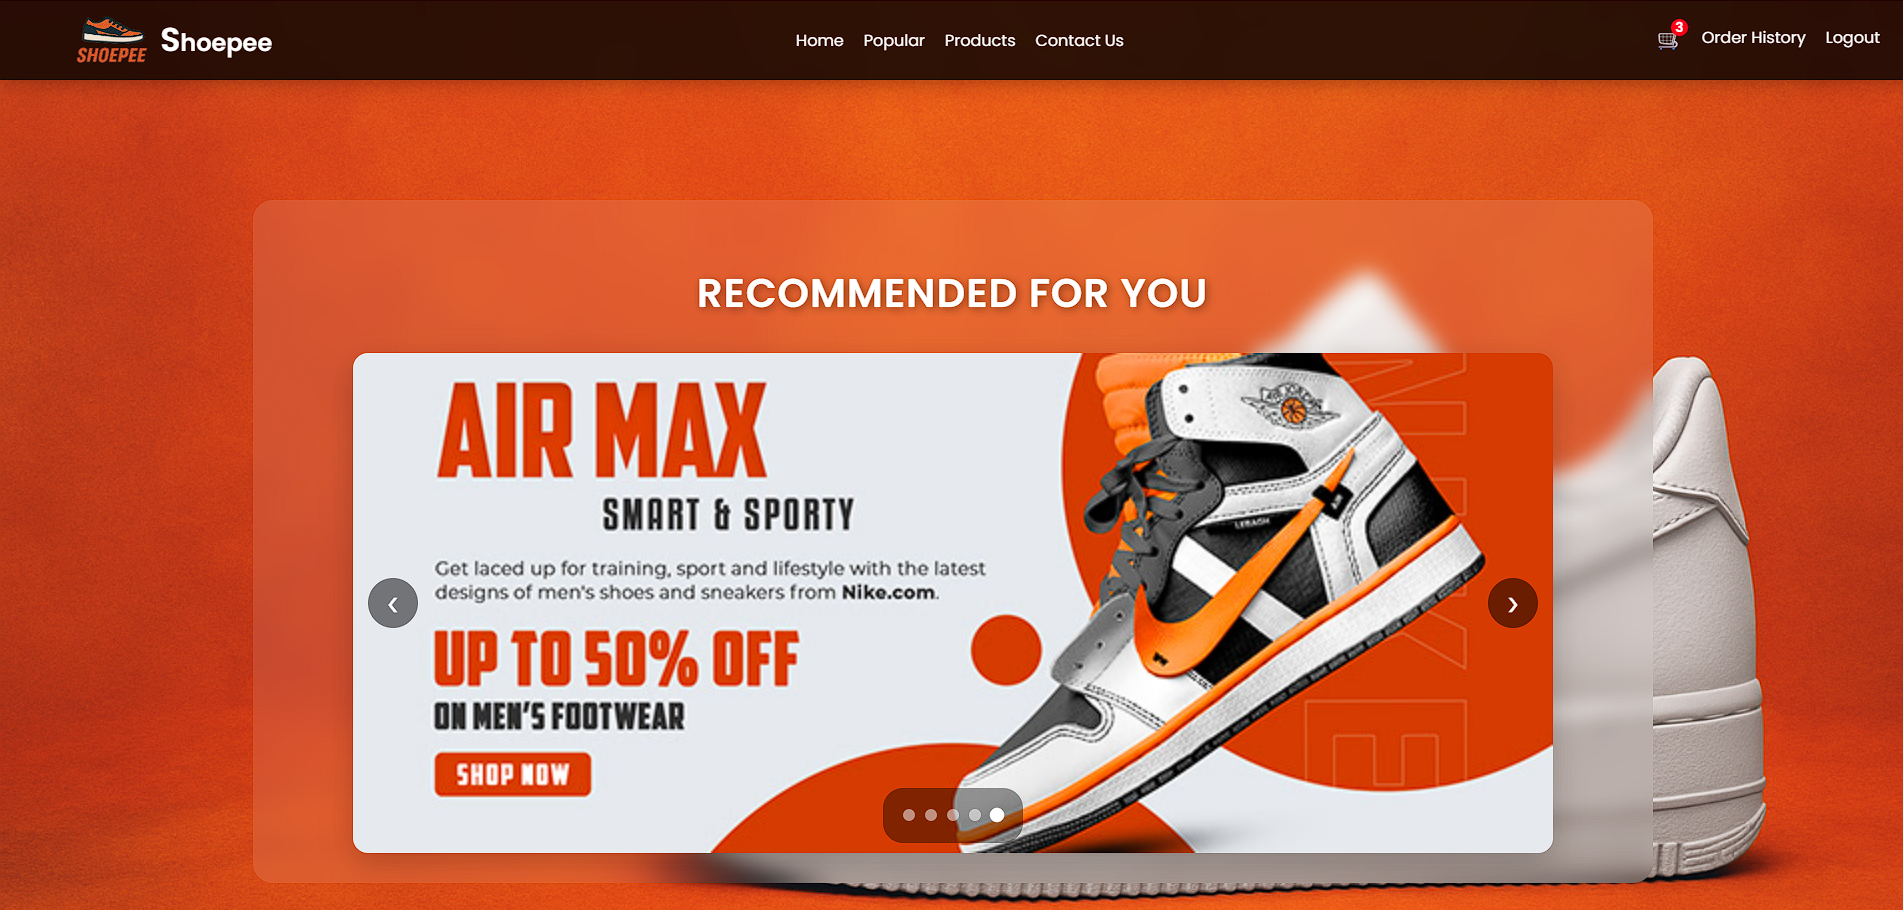 SHOEPEE
Shoepee
Home
Popular
Products
Contact Us
3
Order History
Logout
RECOMMENDED FOR YOU
AIR MAX
SMART & SPORTY
Get laced up for training, sport and lifestyle with the latest
designs of men's shoes and sneakers from Nike.com.
UP TO 50% OFF
ON MEN'S FOOTWEAR
SHOP NOW